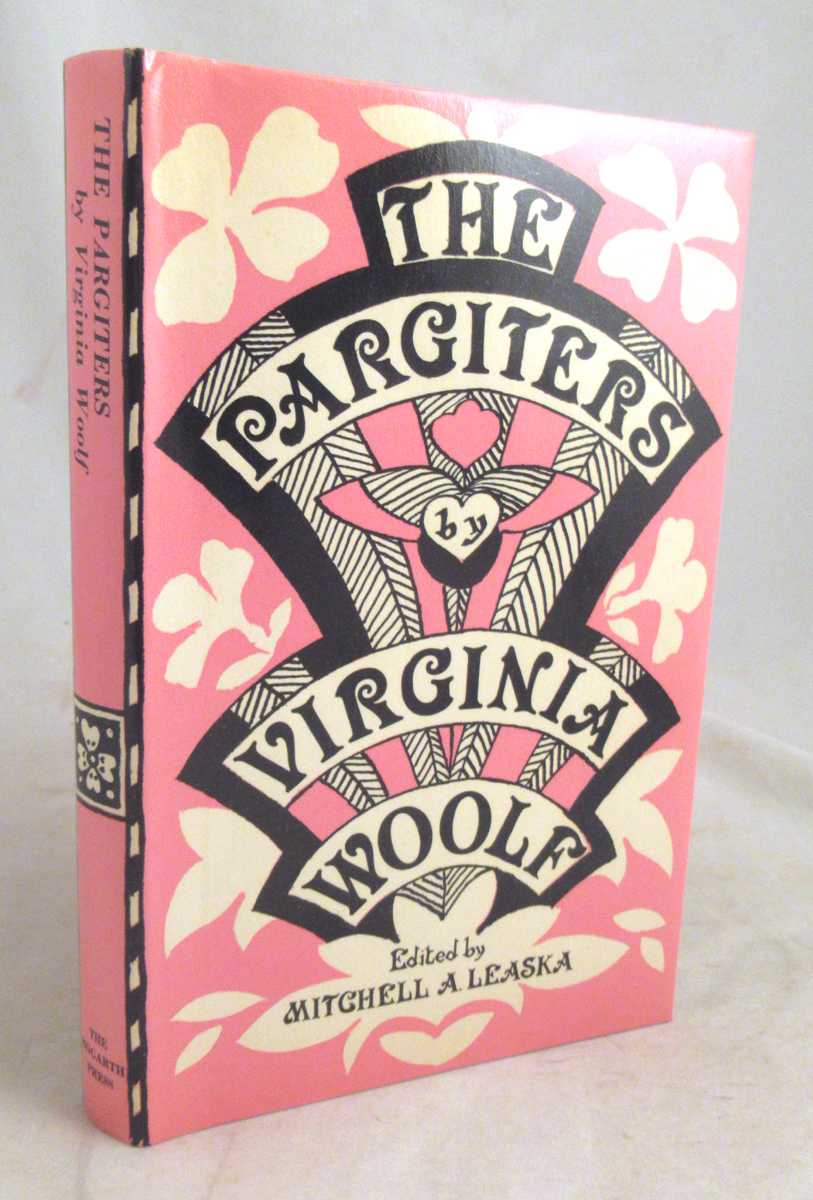 THE PARGITERS
by Virginia Woolf
THE
HOGARTH
PRESS
THE
PARGITERS
by
VIRGINIA
WOOLF
Edited by
MITCHELL A. LEASKA